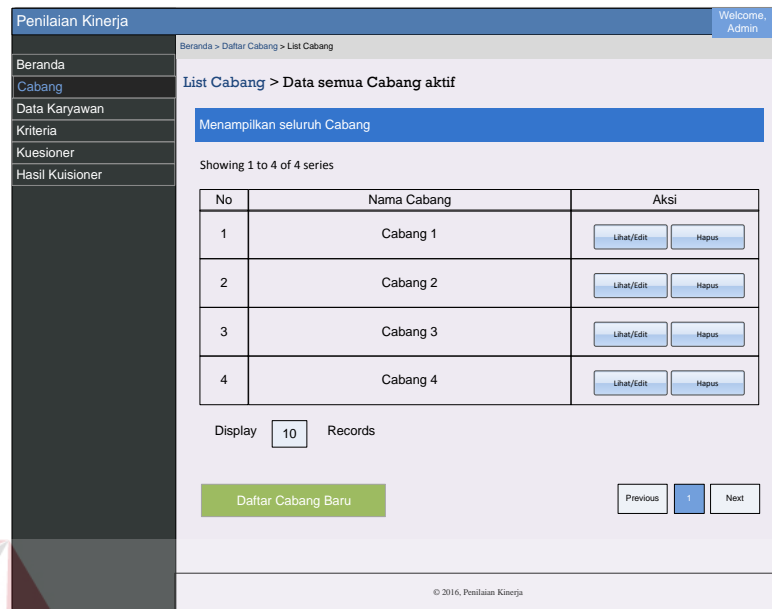 Penilaian Kinerja
Welcome,
Admin
Beranda > Daftar Cabang > List Cabang
Beranda
Cabang
Data Karyawan
Kriteria
Kuesioner
Hasil Kuisioner
List Cabang > Data semua Cabang aktif
Menampilkan seluruh Cabang
Showing 1 to 4 of 4 series
No Nama Cabang Aksi
1 Cabang 1 Lihat/Edit Hapus
2 Cabang 2 Lihat/Edit Hapus
3 Cabang 3 Lihat/Edit Hapus
4 Cabang 4 Lihat/Edit Hapus
Display 10 Records
Daftar Cabang Baru
Previous 1 Next
© 2016, Penilaian Kinerja